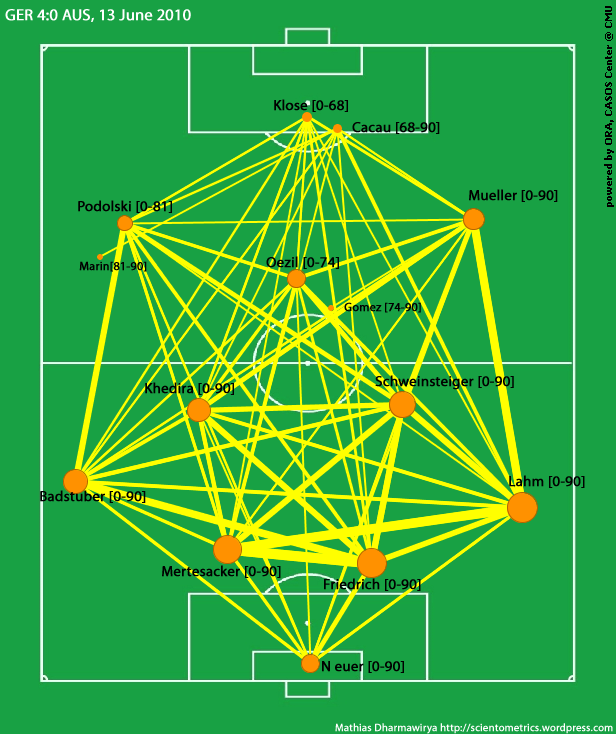 GER 4:0 AUS, 13 June 2010
powered by ORA, CASOS Center @ CMU
Klose [0-68]
Cacau [68-90]
Mueller [0-90]
Podolski [0-81]
Marin[81-90]
Oezil [0-74]
Gomez [74-90]
Schweinsteiger [0-90]
Khedira [0-90]
Lahm [0-90]
Badstuber [0-90]
Mertesacker [0-90]
Friedrich [0-90]
N euer [0-90]
Mathias Dharmawirya http://scientometrics.wordpress.com